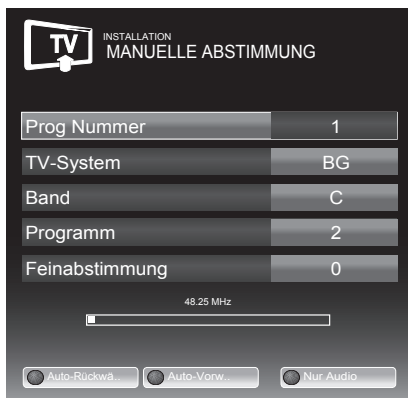 TV
INSTALLATION
MANUELLE ABSTIMMUNG
Prog Nummer 1
TV-System BG
Band C
Programm 2
Feinabstimmung 0
48.25 MHz
Auto-Rückwä.. Auto-Vorw.. Nur Audio